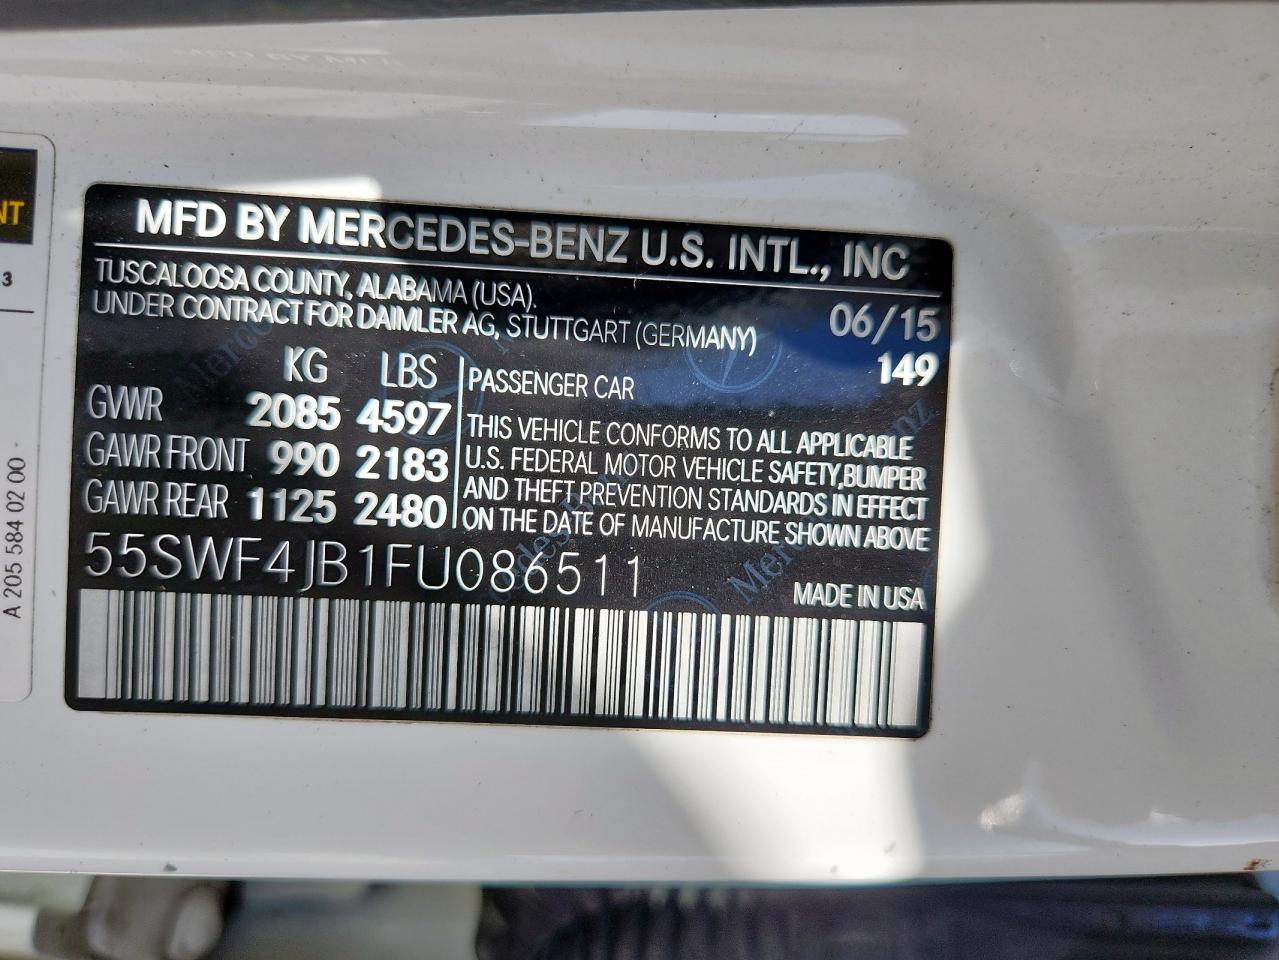 MFD BY MERCEDES-BENZ U.S. INTL., INC
TUSCALOOSA COUNTY, ALABAMA (USA).
UNDER CONTRACT FOR DAIMLER AG, STUTTGART (GERMANY)
06/15
149
KG LBS
GVWR 2085 4597
GAWR FRONT 990 2183
GAWR REAR 1125 2480
PASSENGER CAR
THIS VEHICLE CONFORMS TO ALL APPLICABLE
U.S. FEDERAL MOTOR VEHICLE SAFETY, BUMPER
AND THEFT PREVENTION STANDARDS IN EFFECT
ON THE DATE OF MANUFACTURE SHOWN ABOVE
55SWF4JB1FU086511
MADE IN USA
NT
3
A 205 584 02 00